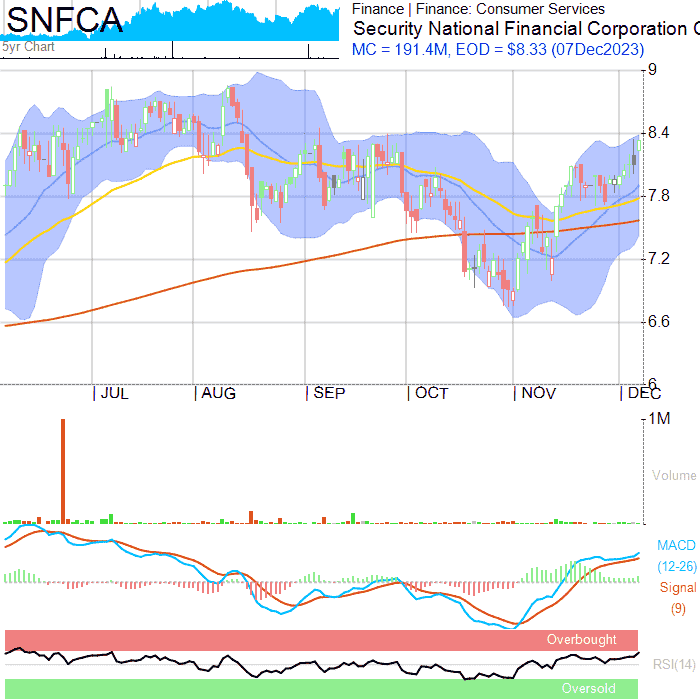 SNFCA
5yr Chart
Finance | Finance: Consumer Services
Security National Financial Corporation C
MC = 191.4M, EOD = $8.33 (07Dec2023)
9
8.4
7.8
7.2
6.6
6
JUL AUG SEP OCT NOV DEC
1M
Volume
MACD
(12-26)
Signal
(9)
Overbought
RSI(14)
Oversold